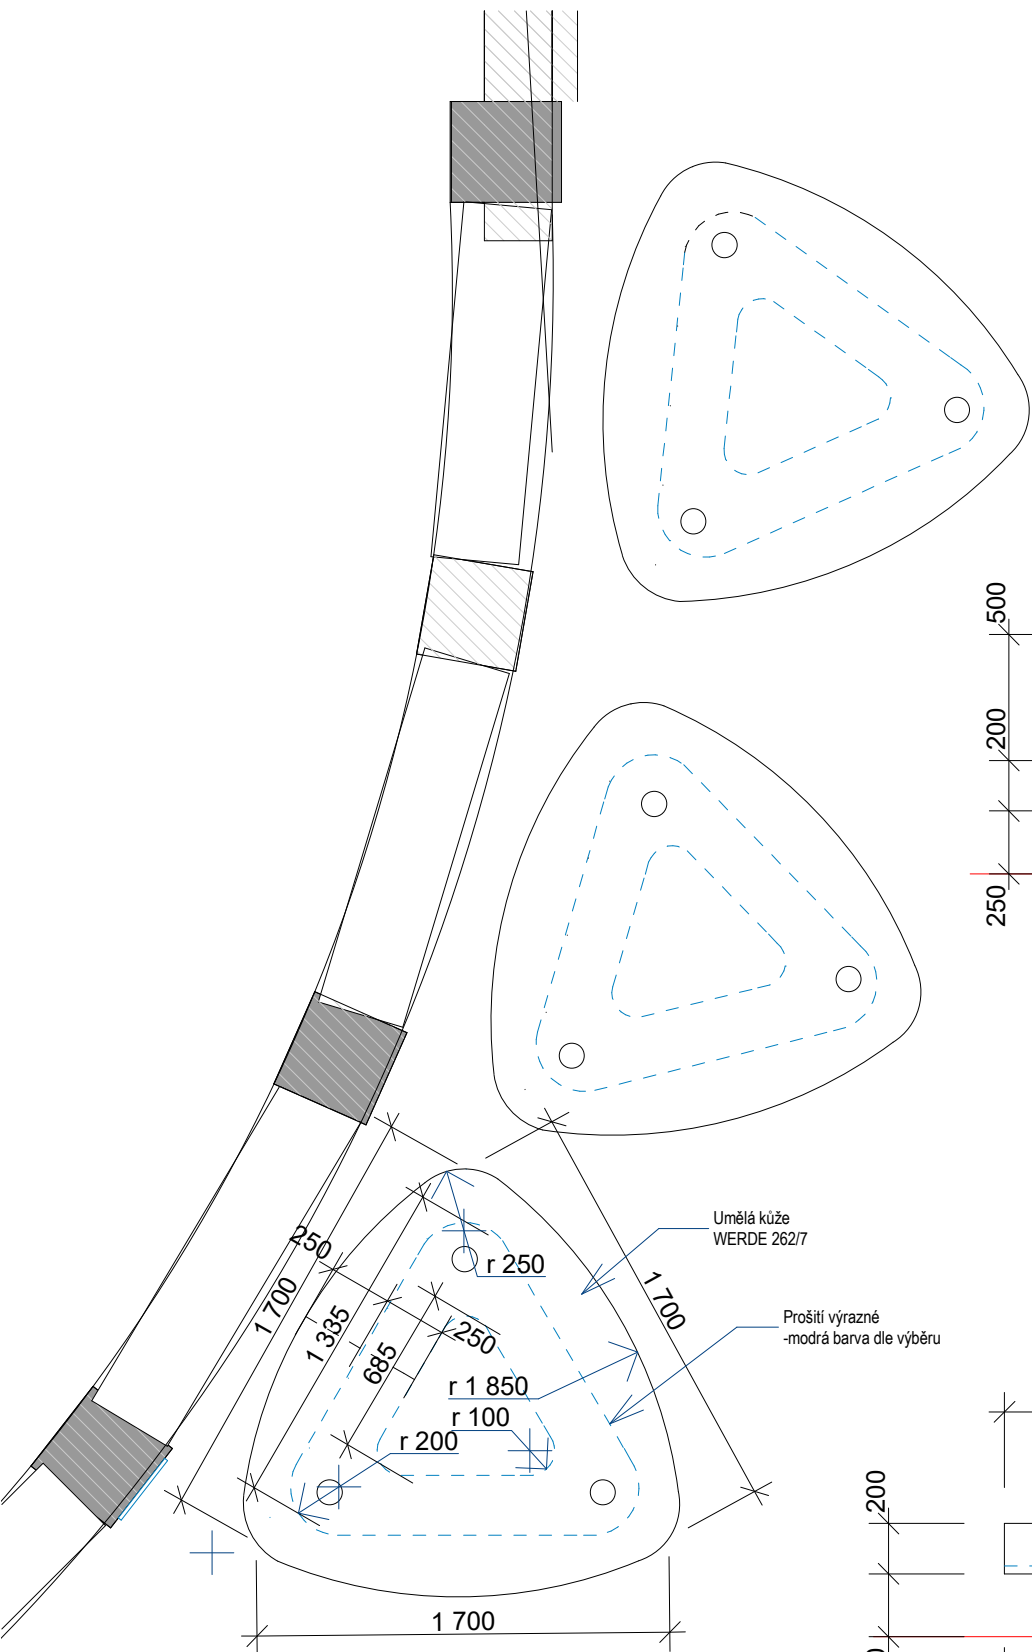 500
200
250
Umělá kůže
WERDE 262/7
250
r 250
1 700
1 700
Prošití výrazné
-modrá barva dle výběru
1 335
250
685
r 1 850
r 100
r 200
200
1 700